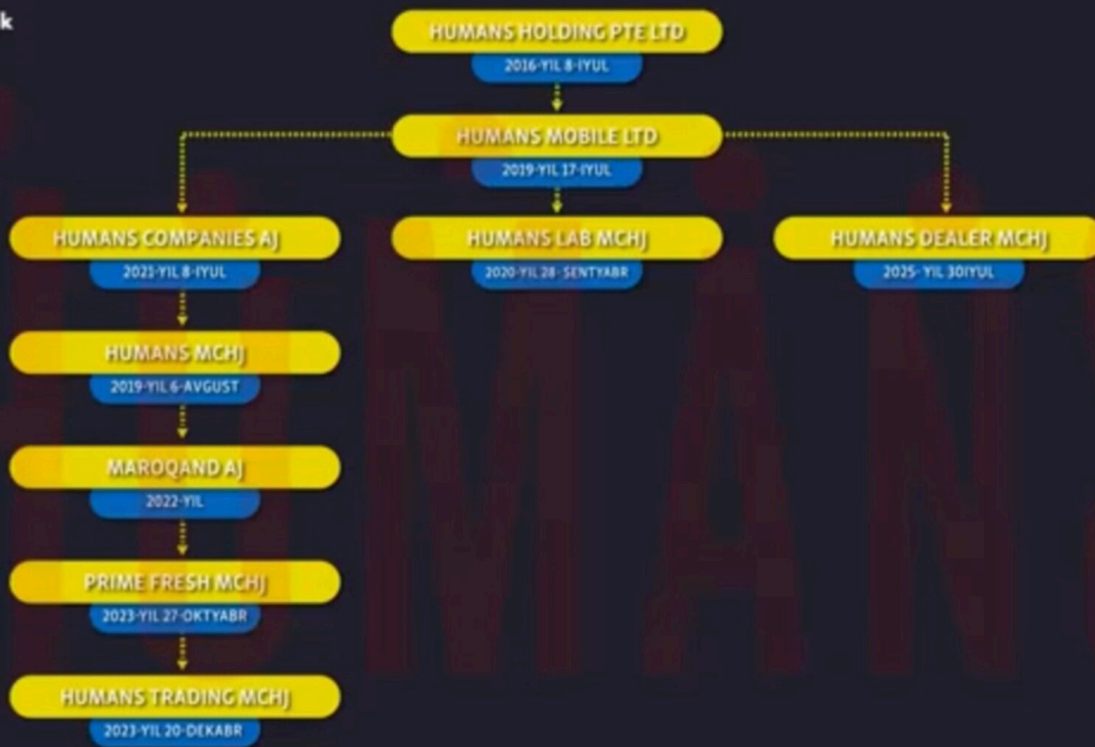 k
HUMANS HOLDING PTE LTD
2016-YIL 8-IYUL
HUMANS MOBILE LTD
2019-YIL 17-IYUL
HUMANS COMPANIES AJ
2021-YIL 8-IYUL
HUMANS LAB MCHJ
2020-YIL 28- SENTYABR
HUMANS DEALER MCHJ
2025- YIL 30IYUL
HUMANS MCHJ
2019-YIL 6-AVGUST
MAROQAND AJ
2022-YIL
PRIME FRESH MCHJ
2023-YIL 27-OKTYABR
HUMANS TRADING MCHJ
2023-YIL 20-DEKABR
HUMAN